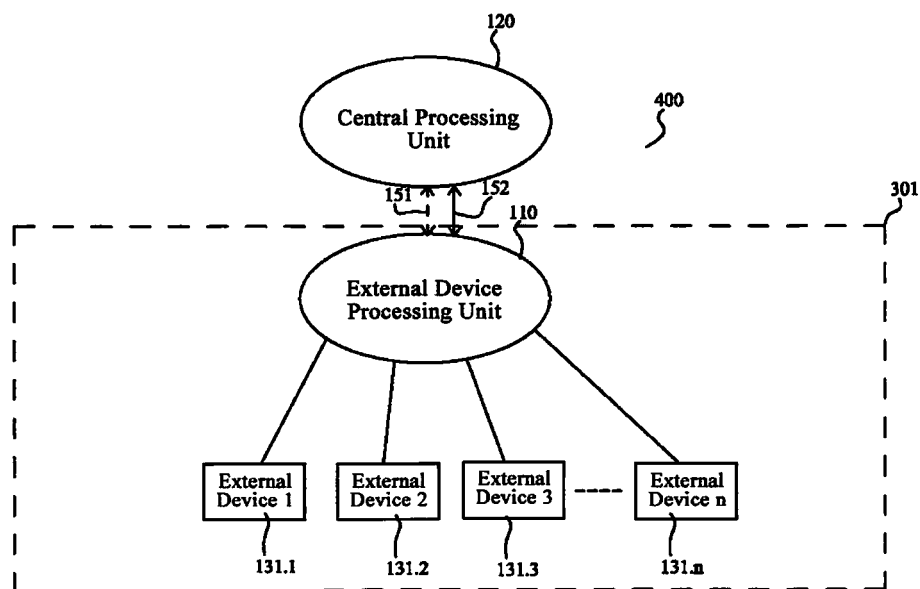 120
Central Processing
Unit
400
151
152
301
110
External Device
Processing Unit
External
Device 1
External
Device 2
External
Device 3
External
Device n
131.1
131.2
131.3
131.n